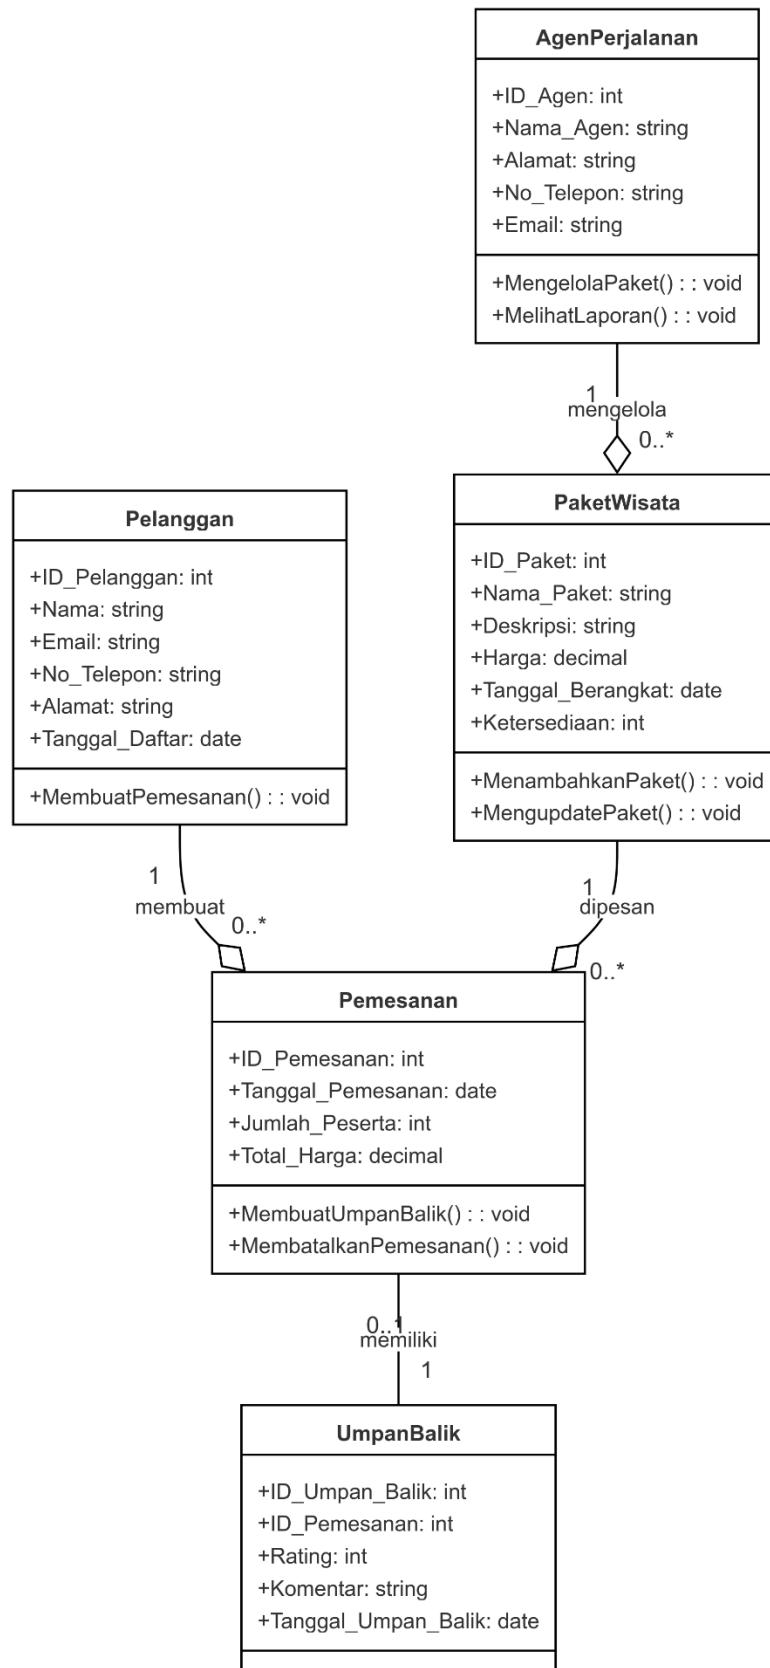 AgenPerjalanan
+ID_Agen: int
+Nama_Agen: string
+Alamat: string
+No_Telepon: string
+Email: string
+MengelolaPaket() : : void
+MelihatLaporan() : : void
1
mengelola
0..*
Pelanggan
+ID_Pelanggan: int
+Nama: string
+Email: string
+No_Telepon: string
+Alamat: string
+Tanggal_Daftar: date
+MembuatPemesanan() : : void
PaketWisata
+ID_Paket: int
+Nama_Paket: string
+Deskripsi: string
+Harga: decimal
+Tanggal_Berangkat: date
+Ketersediaan: int
+MenambahkanPaket() : : void
+MengupdatePaket() : : void
1
membuat
0..*
1
dipesan
0..*
Pemesanan
+ID_Pemesanan: int
+Tanggal_Pemesanan: date
+Jumlah_Peserta: int
+Total_Harga: decimal
+MembuatUmpanBalik() : : void
+MembatalkanPemesanan() : : void
0..1
memiliki
1
UmpanBalik
+ID_Umpan_Balik: int
+ID_Pemesanan: int
+Rating: int
+Komentar: string
+Tanggal_Umpan_Balik: date